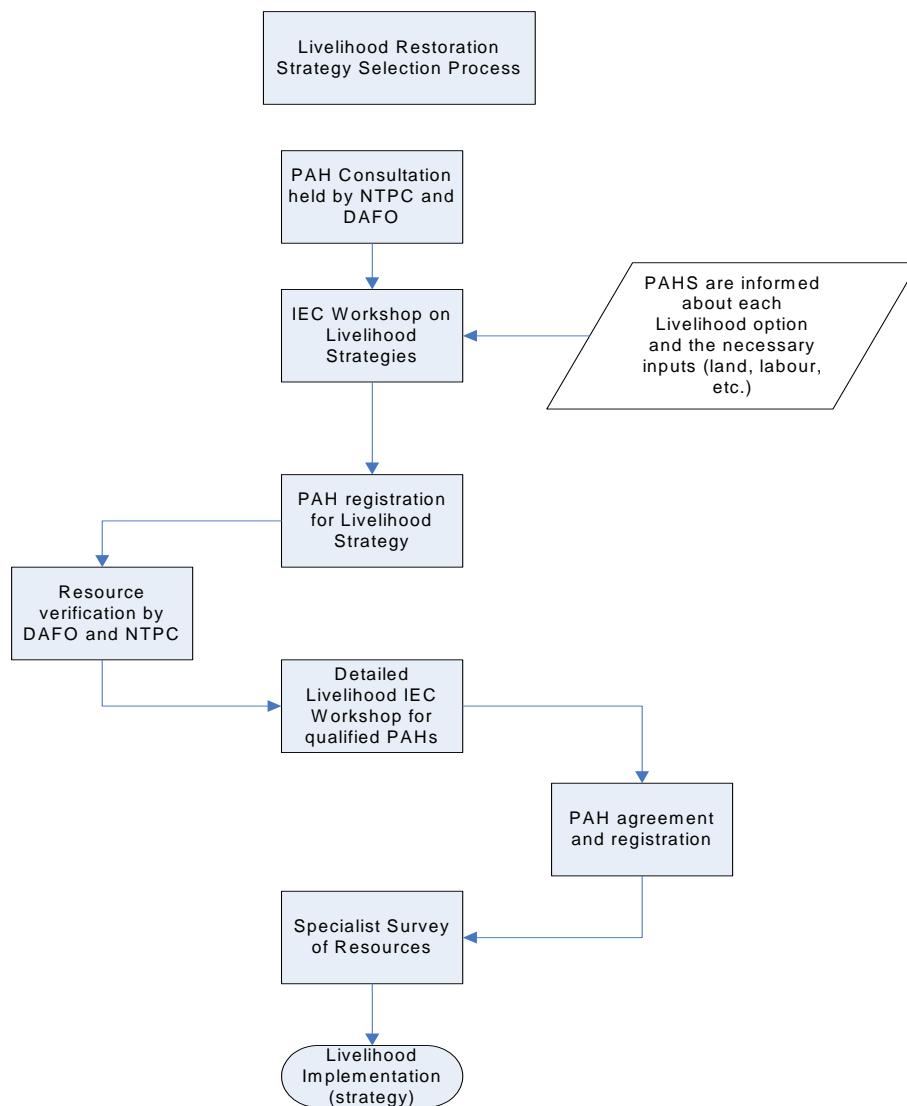 Livelihood Restoration
Strategy Selection Process
PAH Consultation
held by NTPC and
DAFO
IEC Workshop on
Livelihood
Strategies
PAHS are informed
about each
Livelihood option
and the necessary
inputs (land, labour,
etc.)
PAH registration
for Livelihood
Strategy
Resource
verification by
DAFO and NTPC
Detailed
Livelihood IEC
Workshop for
qualified PAHs
PAH agreement
and registration
Specialist Survey
of Resources
Livelihood
Implementation
(strategy)